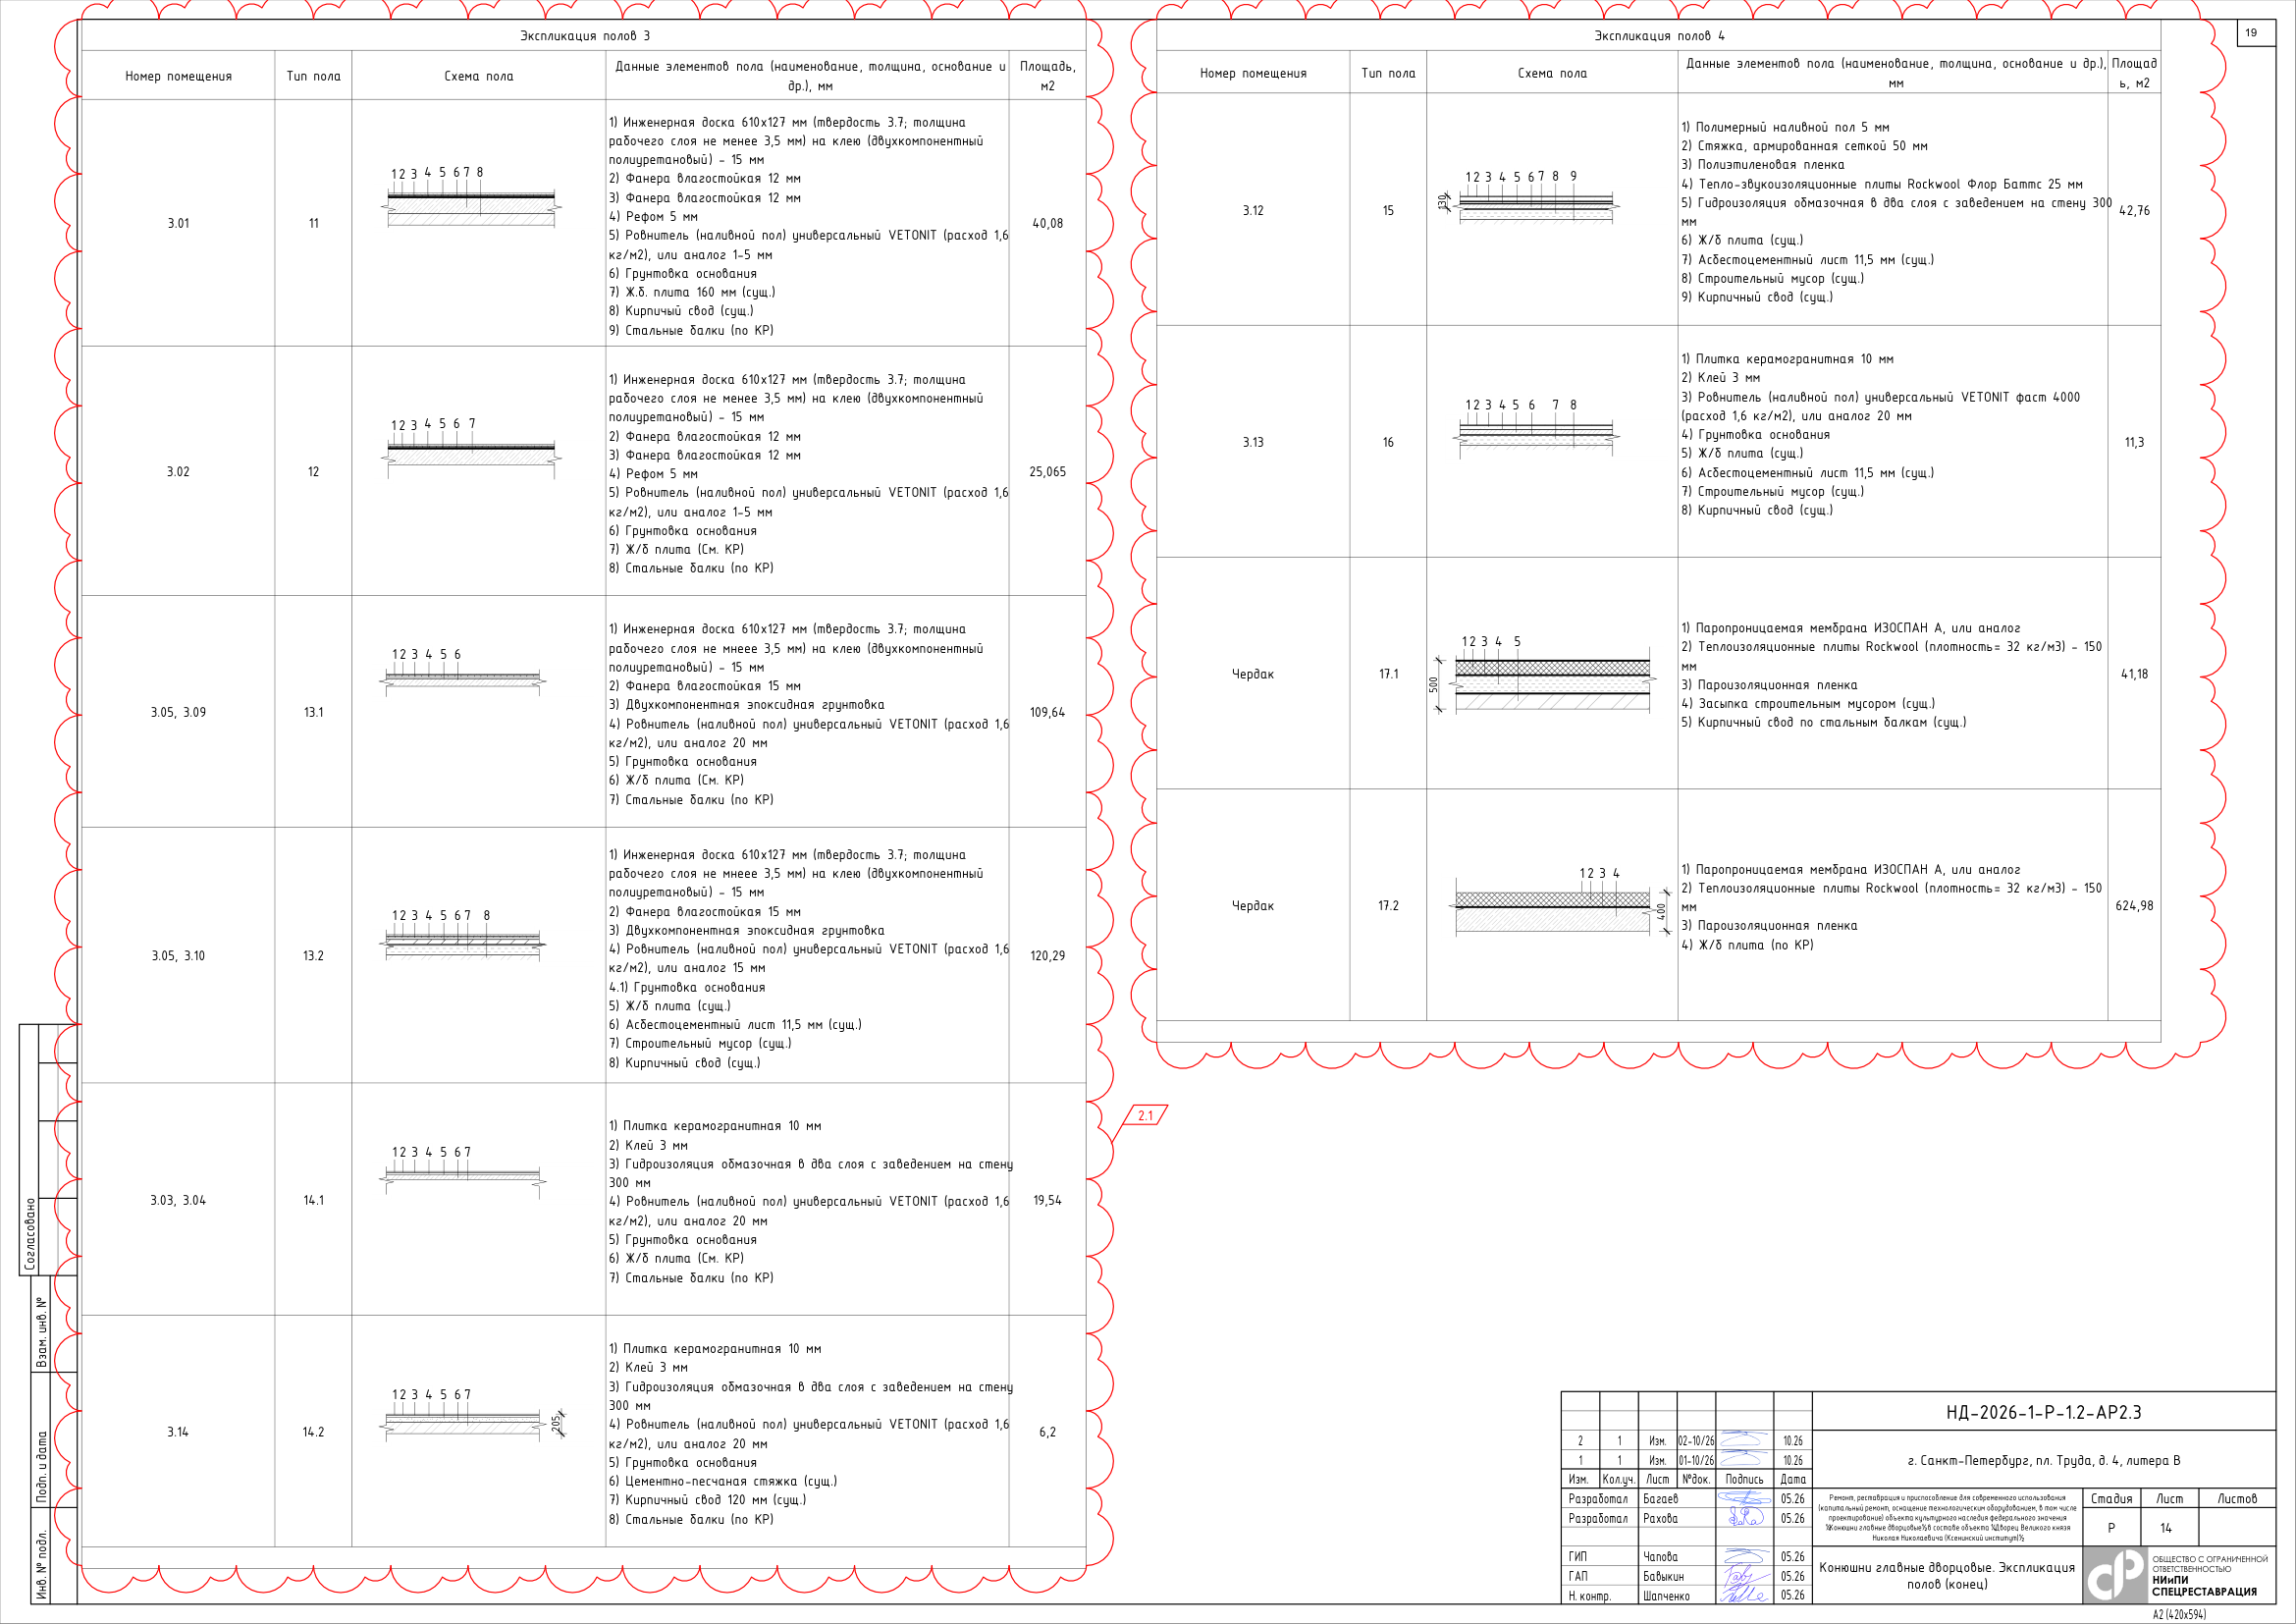 19
Экспликация полов 3
Номер помещения
Тип пола
Схема пола
Данные элементов пола (наименование, толщина, основание и
др.), мм
Площадь,
м2
3.01
11
1 2 3 4 5 6 7 8
1) Инженерная доска 610х127 мм (твердость 3.7; толщина
рабочего слоя не менее 3,5 мм) на клею (двухкомпонентный
полиуретановый) - 15 мм
2) Фанера влагостойкая 12 мм
3) Фанера влагостойкая 12 мм
4) Рефом 5 мм
5) Ровнитель (наливной пол) универсальный VETONIT (расход 1,6
кг/м2), или аналог 1-5 мм
6) Грунтовка основания
7) Ж.б. плита 160 мм (сущ.)
8) Кирпичый свод (сущ.)
9) Стальные балки (по КР)
40,08
3.02
12
1 2 3 4 5 6 7
1) Инженерная доска 610х127 мм (твердость 3.7; толщина
рабочего слоя не менее 3,5 мм) на клею (двухкомпонентный
полиуретановый) - 15 мм
2) Фанера влагостойкая 12 мм
3) Фанера влагостойкая 12 мм
4) Рефом 5 мм
5) Ровнитель (наливной пол) универсальный VETONIT (расход 1,6
кг/м2), или аналог 1-5 мм
6) Грунтовка основания
7) Ж/б плита (См. КР)
8) Стальные балки (по КР)
25,065
3.05, 3.09
13.1
1 2 3 4 5 6
1) Инженерная доска 610х127 мм (твердость 3.7; толщина
рабочего слоя не мнеее 3,5 мм) на клею (двухкомпонентный
полиуретановый) - 15 мм
2) Фанера влагостойкая 15 мм
3) Двухкомпонентная эпоксидная грунтовка
4) Ровнитель (наливной пол) универсальный VETONIT (расход 1,6
кг/м2), или аналог 20 мм
5) Грунтовка основания
6) Ж/б плита (См. КР)
7) Стальные балки (по КР)
109,64
3.05, 3.10
13.2
1 2 3 4 5 6 7 8
1) Инженерная доска 610х127 мм (твердость 3.7; толщина
рабочего слоя не мнеее 3,5 мм) на клею (двухкомпонентный
полиуретановый) - 15 мм
2) Фанера влагостойкая 15 мм
3) Двухкомпонентная эпоксидная грунтовка
4) Ровнитель (наливной пол) универсальный VETONIT (расход 1,6
кг/м2), или аналог 15 мм
4.1) Грунтовка основания
5) Ж/б плита (сущ.)
6) Асбестоцементный лист 11,5 мм (сущ.)
7) Строительный мусор (сущ.)
8) Кирпичный свод (сущ.)
120,29
3.03, 3.04
14.1
1 2 3 4 5 6 7
1) Плитка керамогранитная 10 мм
2) Клей 3 мм
3) Гидроизоляция обмазочная в два слоя с заведением на стену
300 мм
4) Ровнитель (наливной пол) универсальный VETONIT (расход 1,6
кг/м2), или аналог 20 мм
5) Грунтовка основания
6) Ж/б плита (См. КР)
7) Стальные балки (по КР)
19,54
3.14
14.2
1 2 3 4 5 6 7
205
1) Плитка керамогранитная 10 мм
2) Клей 3 мм
3) Гидроизоляция обмазочная в два слоя с заведением на стену
300 мм
4) Ровнитель (наливной пол) универсальный VETONIT (расход 1,6
кг/м2), или аналог 20 мм
5) Грунтовка основания
6) Цементно-песчаная стяжка (сущ.)
7) Кирпичный свод 120 мм (сущ.)
8) Стальные балки (по КР)
6,2
2.1
Экспликация полов 4
Номер помещения
Тип пола
Схема пола
Данные элементов пола (наименование, толщина, основание и др.),
мм
Площад
ь, м2
3.12
15
1 2 3 4 5 6 7 8 9
130
1) Полимерный наливной пол 5 мм
2) Стяжка, армированная сеткой 50 мм
3) Полиэтиленовая пленка
4) Тепло-звукоизоляционные плиты Rockwool Флор Баттс 25 мм
5) Гидроизоляция обмазочная в два слоя с заведением на стену 300
мм
6) Ж/б плита (сущ.)
7) Асбестоцементный лист 11,5 мм (сущ.)
8) Строительный мусор (сущ.)
9) Кирпичный свод (сущ.)
42,76
3.13
16
1 2 3 4 5 6 7 8
1) Плитка керамогранитная 10 мм
2) Клей 3 мм
3) Ровнитель (наливной пол) универсальный VETONIT фаст 4000
(расход 1,6 кг/м2), или аналог 20 мм
4) Грунтовка основания
5) Ж/б плита (сущ.)
6) Асбестоцементный лист 11,5 мм (сущ.)
7) Строительный мусор (сущ.)
8) Кирпичный свод (сущ.)
11,3
Чердак
17.1
1 2 3 4 5
500
1) Паропроницаемая мембрана ИЗОСПАН А, или аналог
2) Теплоизоляционные плиты Rockwool (плотность= 32 кг/м3) - 150
мм
3) Пароизоляционная пленка
4) Засыпка строительным мусором (сущ.)
5) Кирпичный свод по стальным балкам (сущ.)
41,18
Чердак
17.2
1 2 3 4
400
1) Паропроницаемая мембрана ИЗОСПАН А, или аналог
2) Теплоизоляционные плиты Rockwool (плотность= 32 кг/м3) - 150
мм
3) Пароизоляционная пленка
4) Ж/б плита (по КР)
624,98
Согласовано
Взам. инв. №
Подп. и дата
Инв. № подл.
НД-2026-1-Р-1.2-АР2.3
2 1 Изм. 02-10/26 10.26
1 1 Изм. 01-10/26 10.26
Изм. Кол.уч. Лист №док. Подпись Дата
г. Санкт-Петербург, пл. Труда, д. 4, литера В
Разработал Багаев 05.26
Разработал Рахова 05.26
ГИП Чапова 05.26
ГАП Бабыкин 05.26
Н. контр. Шапченко 05.26
Ремонт, реставрация и приспособление для современного использования
(капитальный ремонт, оснащение технологическим оборудованием, в том числе
проектирование) объекта культурного наследия федерального значения
¾Конюшни главные дворцовые¾ в составе объекта ¾Дворец Великого князя
Николая Николаевича (Ксенинский институт)¾
Стадия Лист Листов
Р 14
Конюшни главные дворцовые. Экспликация
полов (конец)
ОБЩЕСТВО С ОГРАНИЧЕННОЙ
ОТВЕТСТВЕННОСТЬЮ
НИиПИ
СПЕЦРЕСТАВРАЦИЯ
А2 (420х594)